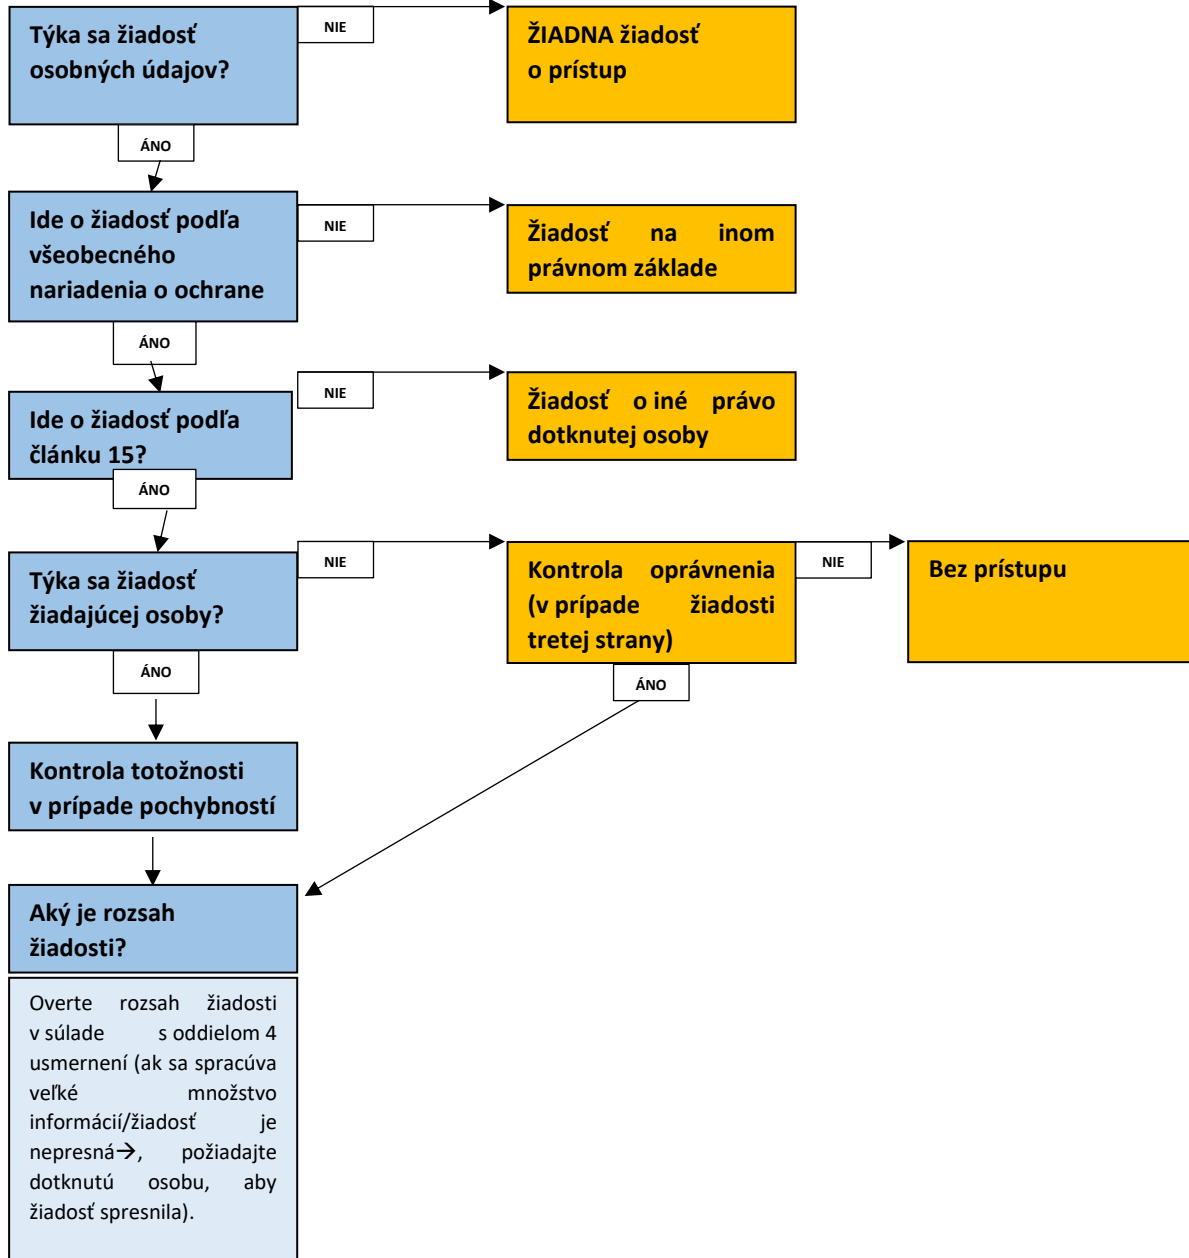 Týka sa žiadosť
osobných údajov?
NIE
ŽIADNA žiadosť
o prístup
ÁNO
Ide o žiadosť podľa
všeobecného
nariadenia o ochrane
NIE
Žiadosť na inom
právnom základe
ÁNO
Ide o žiadosť podľa
článku 15?
NIE
Žiadosť o iné právo
dotknutej osoby
ÁNO
Týka sa žiadosť
žiadajúcej osoby?
NIE
Kontrola oprávnenia
(v prípade žiadosti
tretej strany)
NIE
Bez prístupu
ÁNO
ÁNO
Kontrola totožnosti
v prípade pochybností
Aký je rozsah
žiadosti?
Overte rozsah žiadosti
v súlade s oddielom 4
usmernení (ak sa spracúva
veľké množstvo
informácií/žiadosť je
nepresná→, požiadajte
dotknutú osobu, aby
žiadosť spresnila).